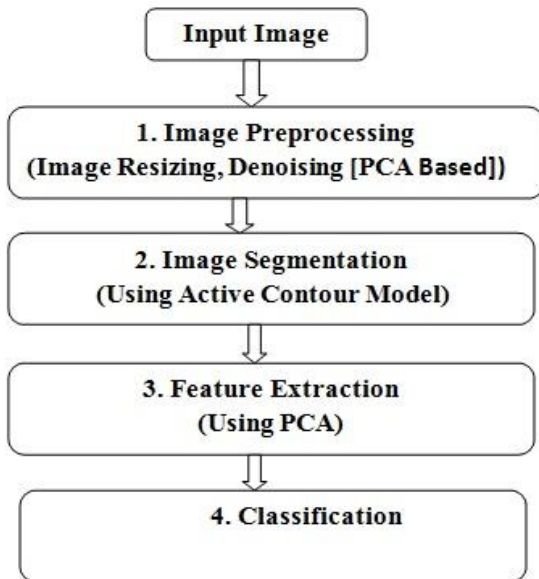 Input Image
1. Image Preprocessing
(Image Resizing, Denoising [PCA Based])
2. Image Segmentation
(Using Active Contour Model)
3. Feature Extraction
(Using PCA)
4. Classification